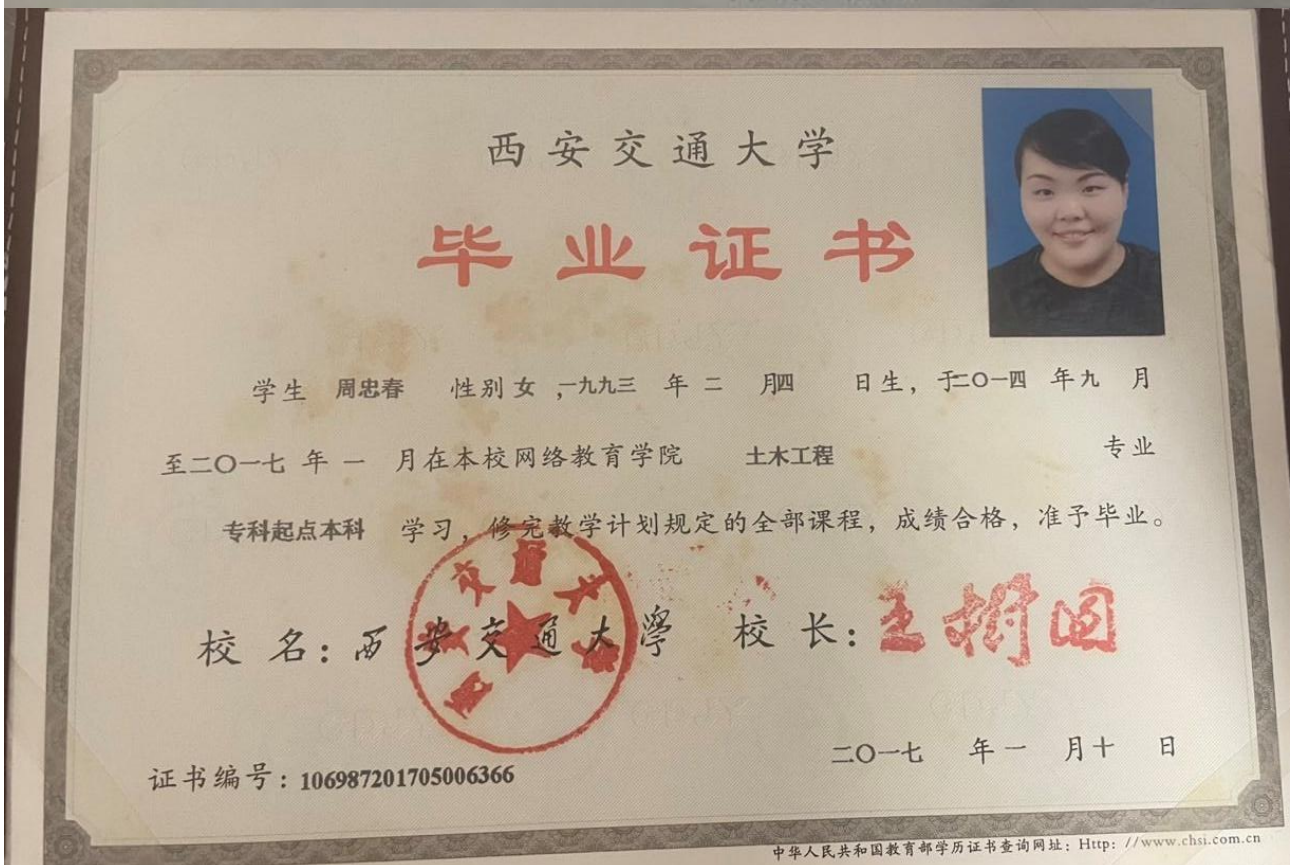 西安交通大学
毕业证书
学生 周忠春 性别 女 ,一九九三 年 二 月四 日生，于二〇一四 年 九 月
至二〇一七 年 一 月在本校网络教育学院 土木工程 专业
专科起点本科 学习，修完教学计划规定的全部课程，成绩合格，准予毕业。
校 名：西安交通大學 校 长：王樹国
二〇一七 年 一 月 十 日
证书编号：106987201705006366
中华人民共和国教育部学历证书查询网址：Http: //www.chsi.com.cn